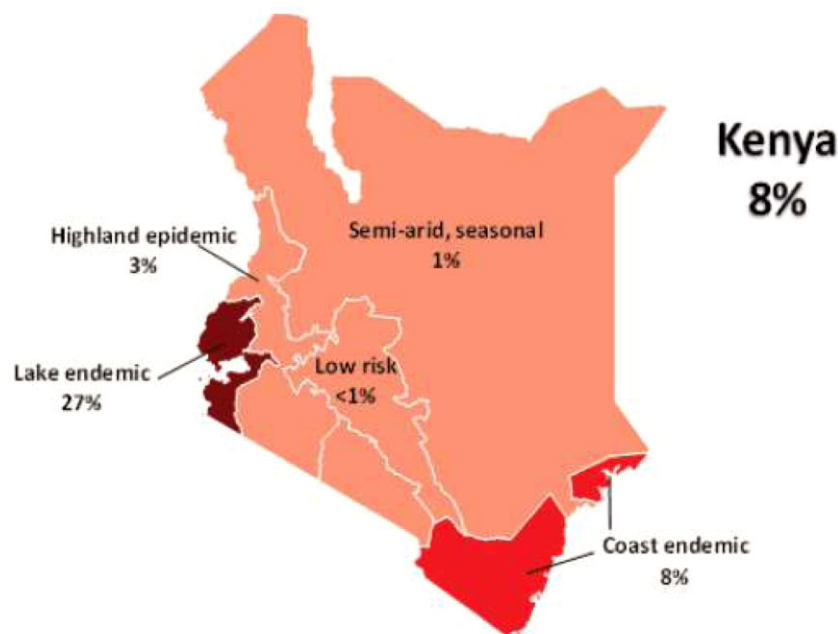 Kenya
8%
Highland epidemic
3%
Semi-arid, seasonal
1%
Lake endemic
27%
Low risk
<1%
Coast endemic
8%